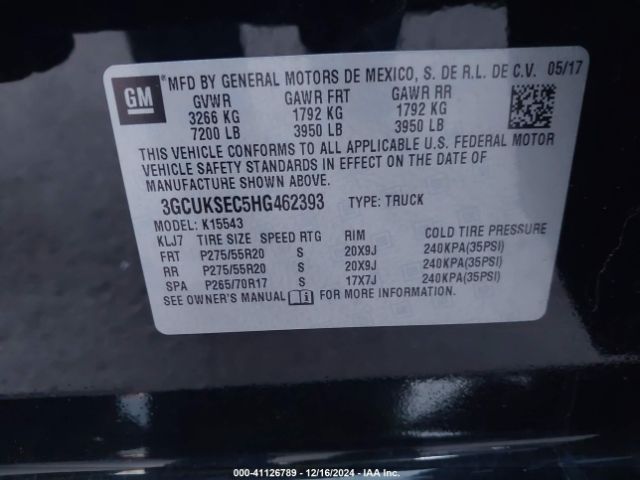 GM
® MFD BY GENERAL MOTORS DE MEXICO, S. DE R.L. DE C.V. 05/17
GVWR GAWR FRT GAWR RR
3266 KG 1792 KG 1792 KG
7200 LB 3950 LB 3950 LB
THIS VEHICLE CONFORMS TO ALL APPLICABLE U.S. FEDERAL MOTOR
VEHICLE SAFETY STANDARDS IN EFFECT ON THE DATE OF
MANUFACTURE SHOWN ABOVE.
3GCUKSEC5HG462393 TYPE: TRUCK
MODEL: K15543
KLJ7 TIRE SIZE SPEED RTG RIM COLD TIRE PRESSURE
FRT P275/55R20 S 20X9J 240KPA(35PSI)
RR P275/55R20 S 20X9J 240KPA(35PSI)
SPA P265/70R17 S 17X7J 240KPA(35PSI)
SEE OWNER'S MANUAL FOR MORE INFORMATION.
000-41126789 - 12/16/2024 - IAA Inc.